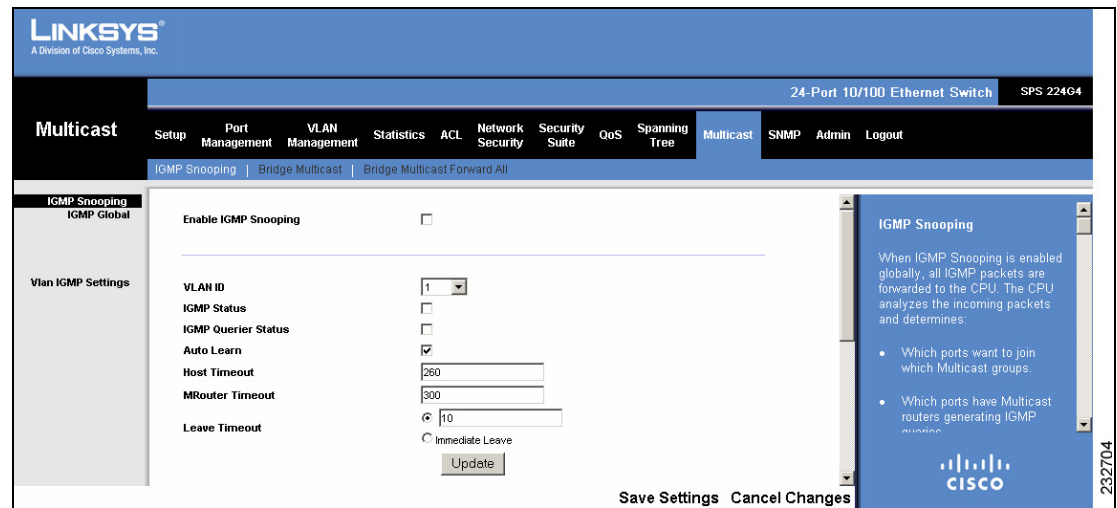 LINKSYS®
A Division of Cisco Systems, Inc.
24-Port 10/100 Ethernet Switch SPS 224G4
Multicast
Setup Port Management VLAN Management Statistics ACL Network Security Security Suite QoS Spanning Tree Multicast SNMP Admin Logout
IGMP Snooping | Bridge Multicast | Bridge Multicast Forward All
IGMP Snooping
IGMP Global
Enable IGMP Snooping
Vlan IGMP Settings
VLAN ID 1
IGMP Status
IGMP Querier Status
Auto Learn
Host Timeout 260
MRouter Timeout 300
Leave Timeout 10
Immediate Leave
Update
Save Settings Cancel Changes
IGMP Snooping
When IGMP Snooping is enabled
globally, all IGMP packets are
forwarded to the CPU. The CPU
analyzes the incoming packets
and determines:
• Which ports want to join
which Multicast groups.
• Which ports have Multicast
routers generating IGMP
queries.
CISCO
232704